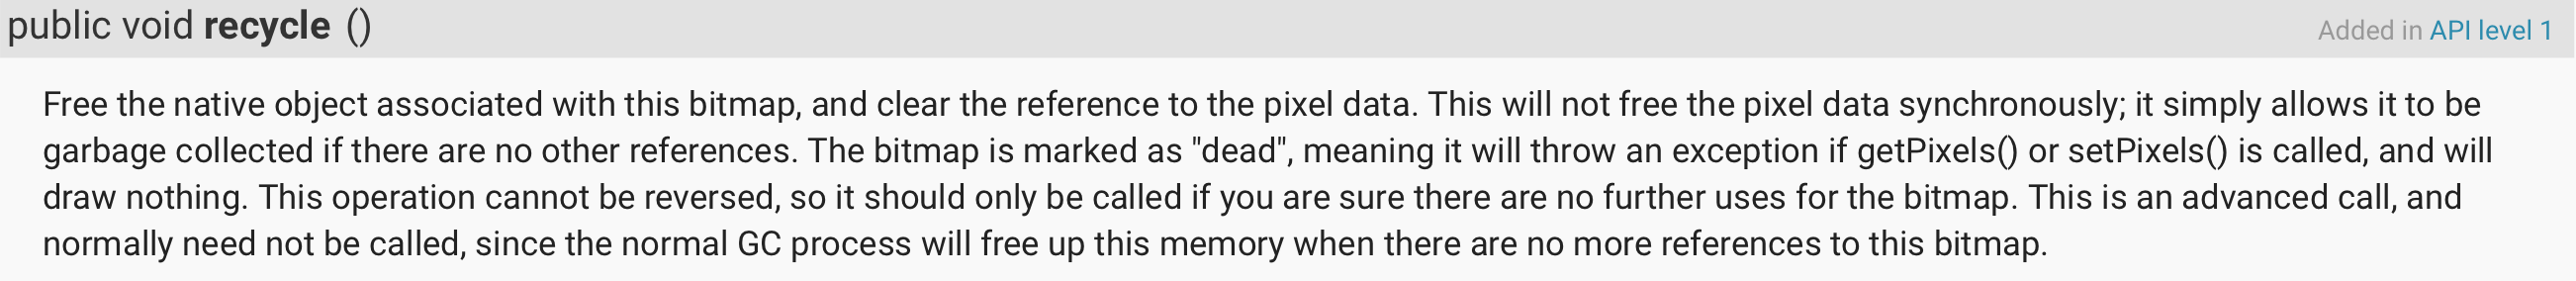 public void recycle ()
Added in API level 1
Free the native object associated with this bitmap, and clear the reference to the pixel data. This will not free the pixel data synchronously; it simply allows it to be
garbage collected if there are no other references. The bitmap is marked as "dead", meaning it will throw an exception if getPixels() or setPixels() is called, and will
draw nothing. This operation cannot be reversed, so it should only be called if you are sure there are no further uses for the bitmap. This is an advanced call, and
normally need not be called, since the normal GC process will free up this memory when there are no more references to this bitmap.